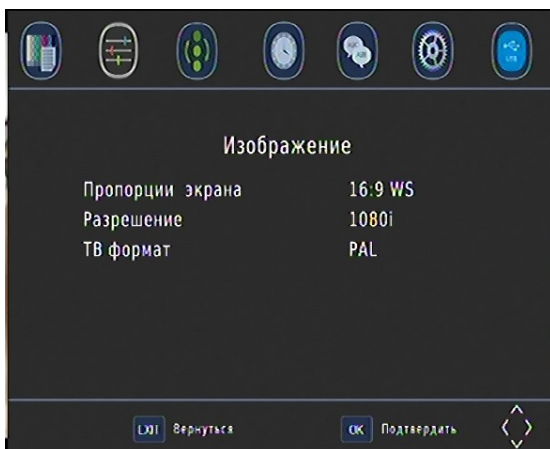 Изображение
Пропорции экрана 16:9 WS
Разрешение 1080i
ТВ формат PAL
EXIT Вернуться OK Подтвердить